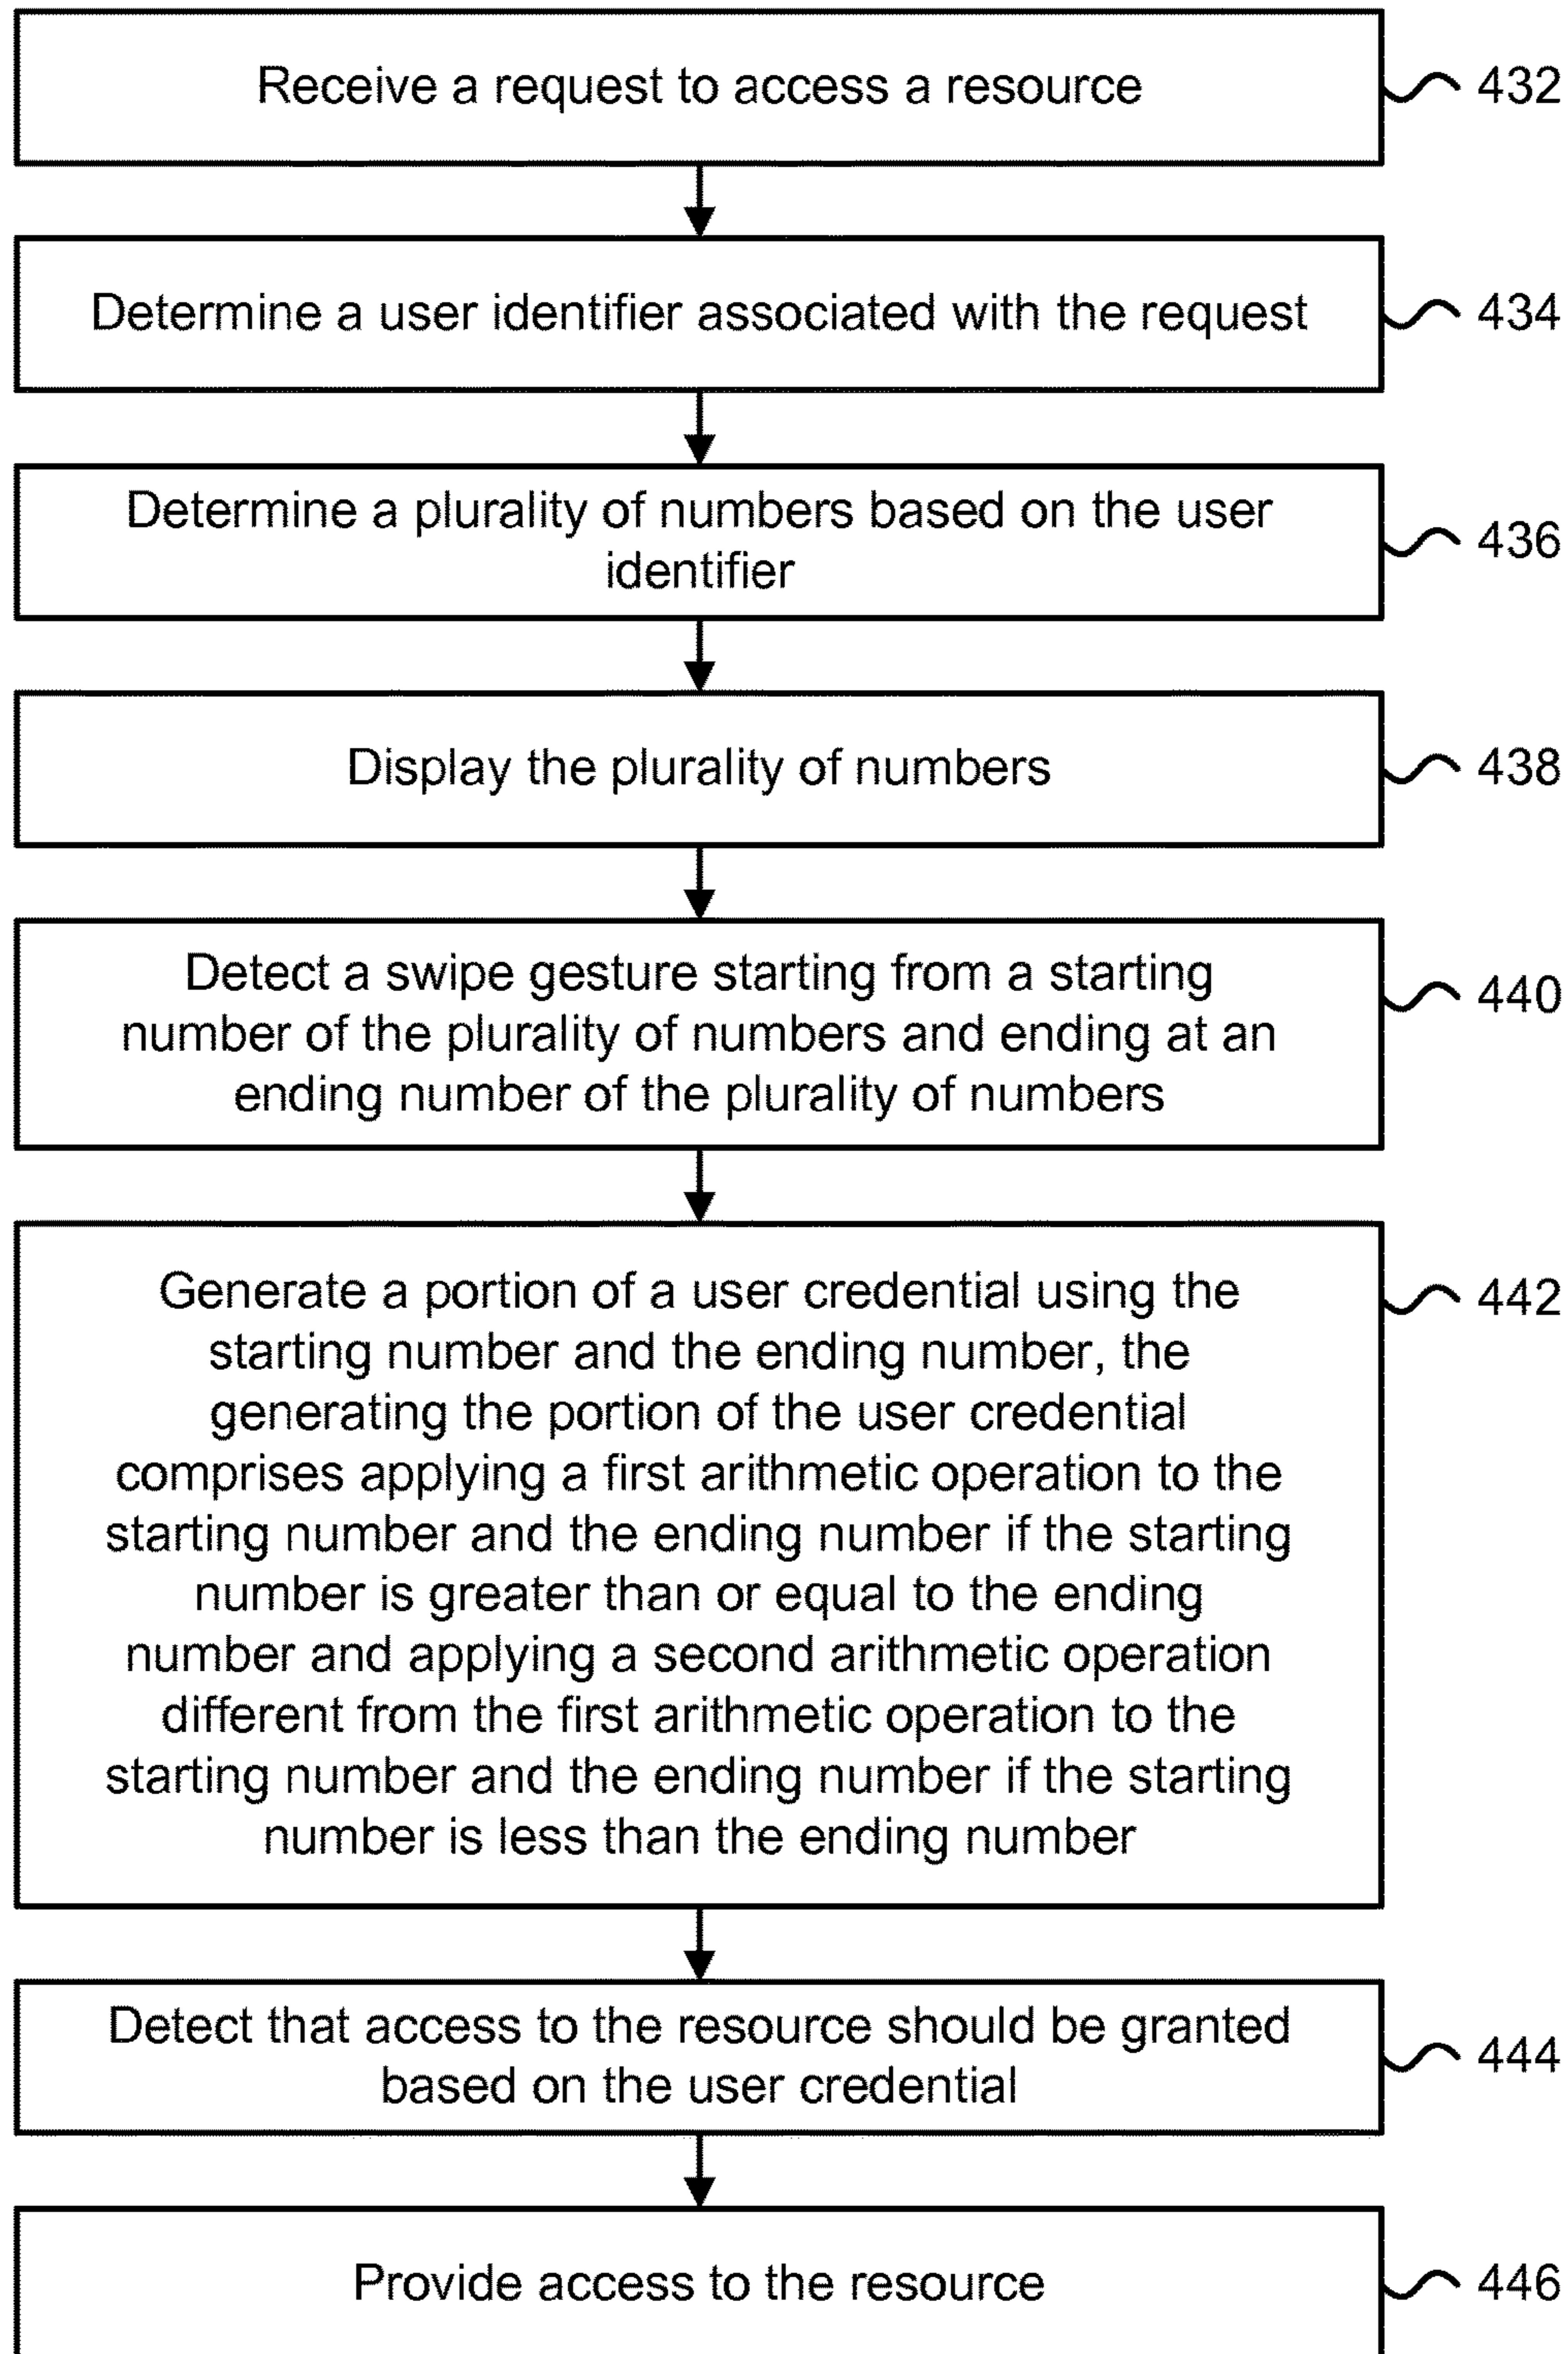 Receive a request to access a resource
432
Determine a user identifier associated with the request
434
Determine a plurality of numbers based on the user
identifier
436
Display the plurality of numbers
438
Detect a swipe gesture starting from a starting
number of the plurality of numbers and ending at an
ending number of the plurality of numbers
440
Generate a portion of a user credential using the
starting number and the ending number, the
generating the portion of the user credential
comprises applying a first arithmetic operation to the
starting number and the ending number if the starting
number is greater than or equal to the ending
number and applying a second arithmetic operation
different from the first arithmetic operation to the
starting number and the ending number if the starting
number is less than the ending number
442
Detect that access to the resource should be granted
based on the user credential
444
Provide access to the resource
446